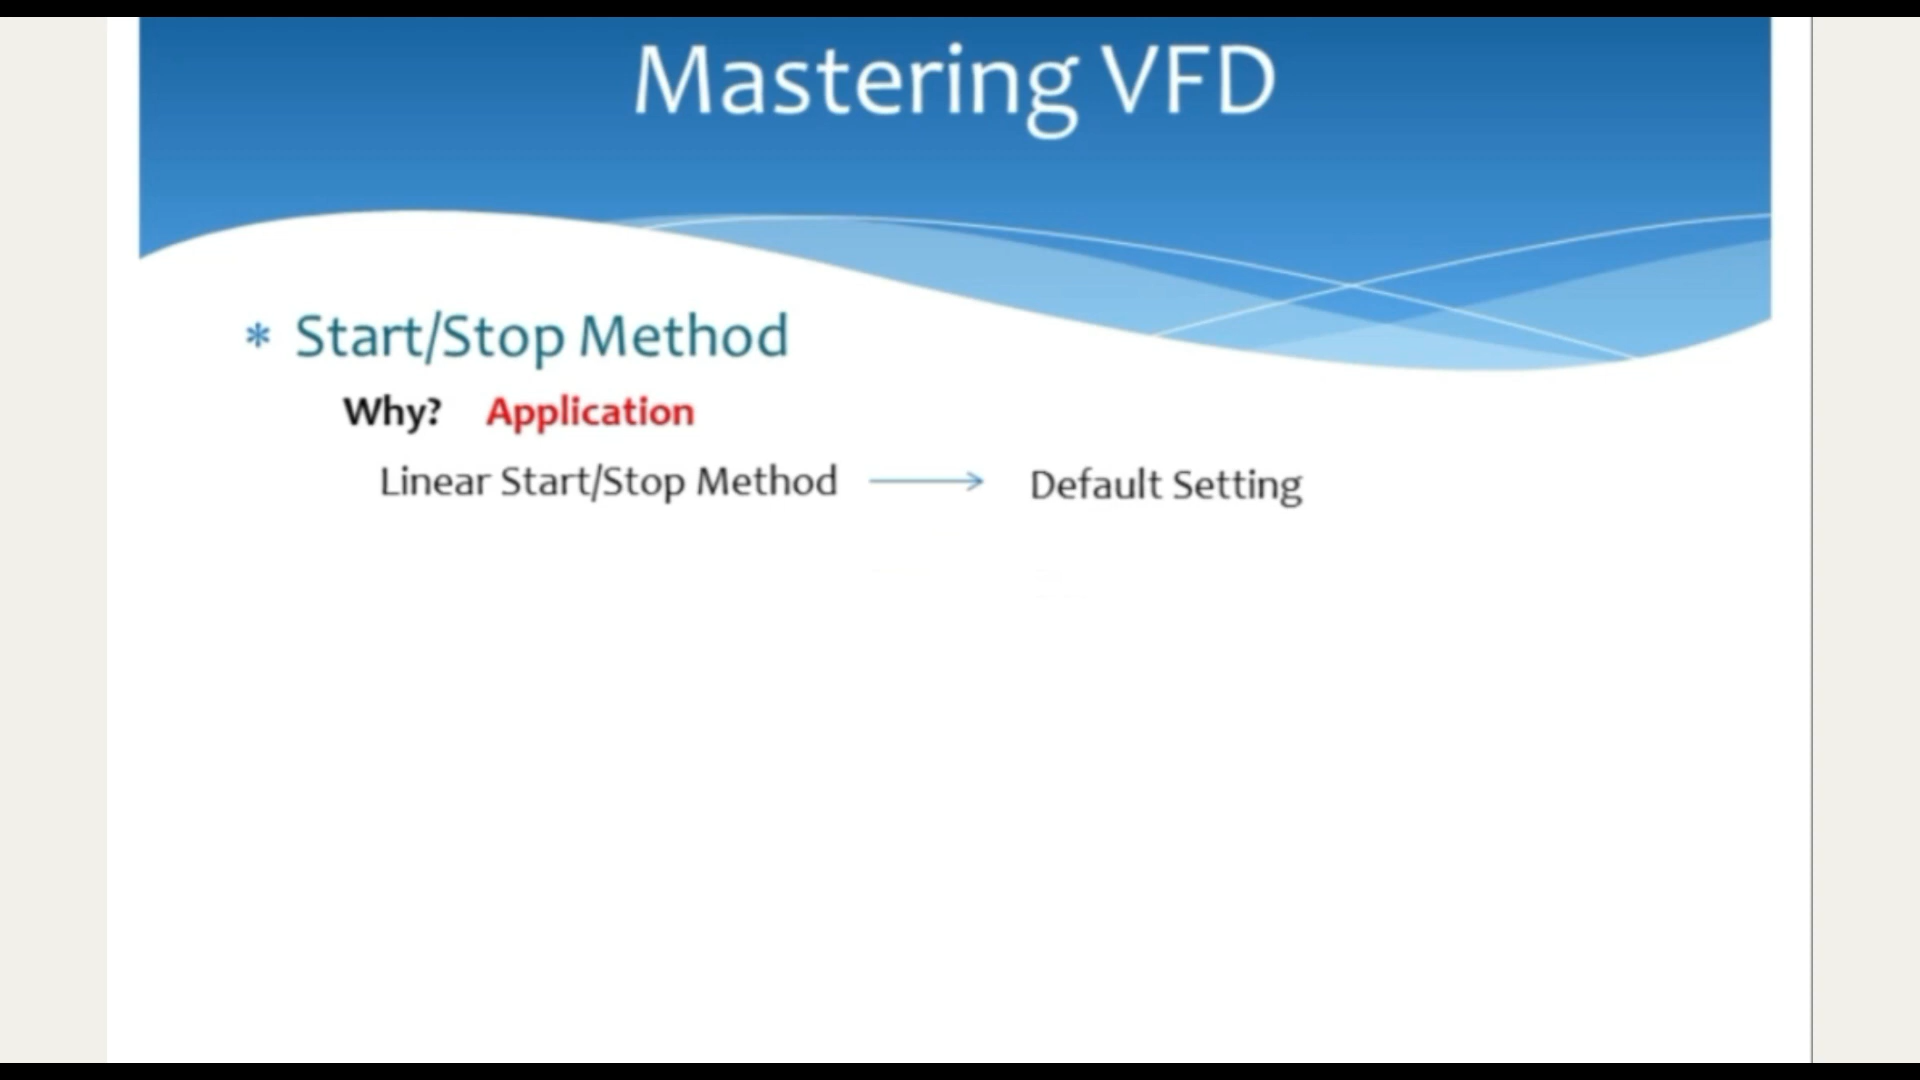 Mastering VFD
* Start/Stop Method
Why? Application
Linear Start/Stop Method → Default Setting